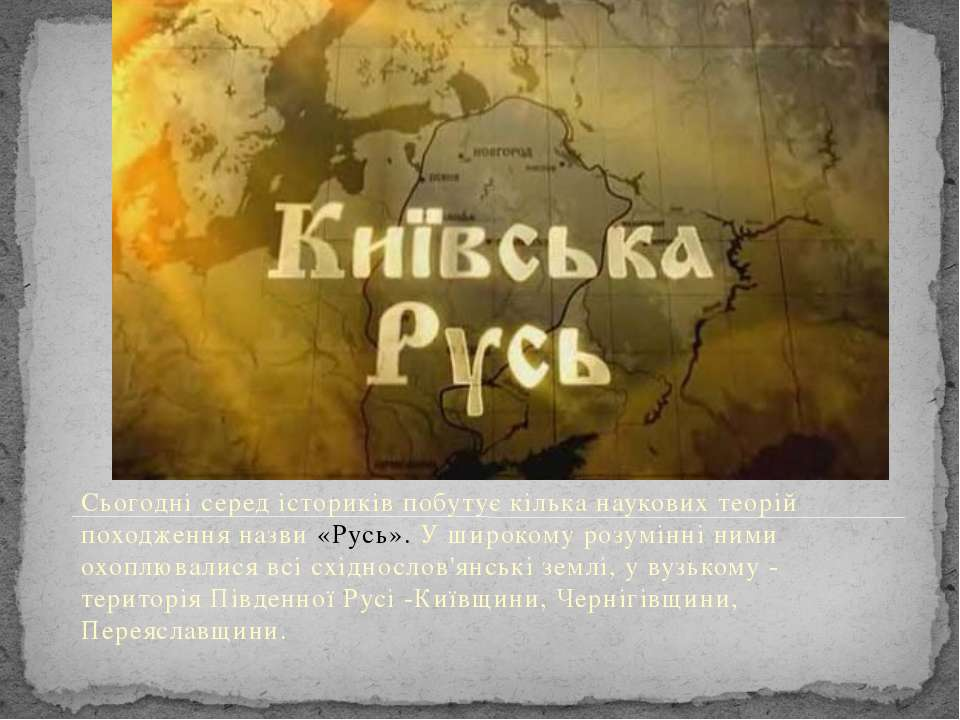 НОВГОРОД
Київська
Русь
Сьогодні серед істориків побутує кілька наукових теорій
походження назви «Русь». У широкому розумінні ними
охоплювалися всі східнослов'янські землі, у вузькому -
територія Південної Русі -Київщини, Чернігівщини,
Переяславщини.